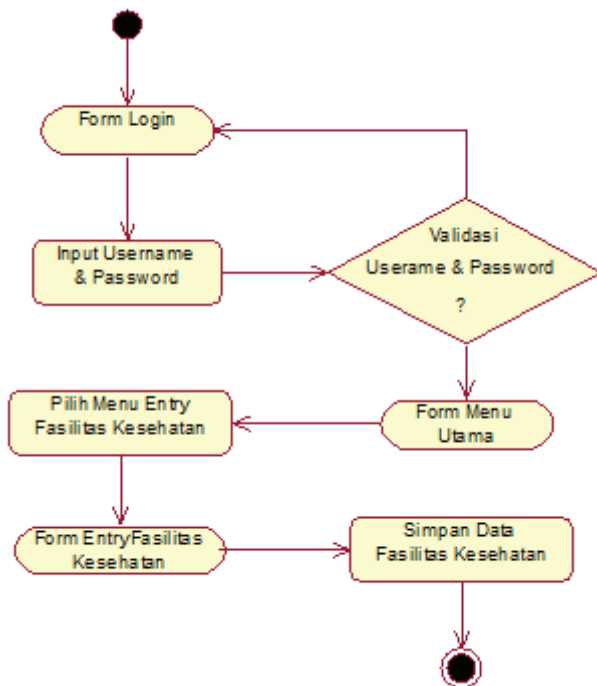 Form Login
Input Username
& Password
Validasi
Userame & Password
?
Form Menu
Utama
Pilih Menu Entry
Fasilitas Kesehatan
Form EntryFasilitas
Kesehatan
Simpan Data
Fasilitas Kesehatan